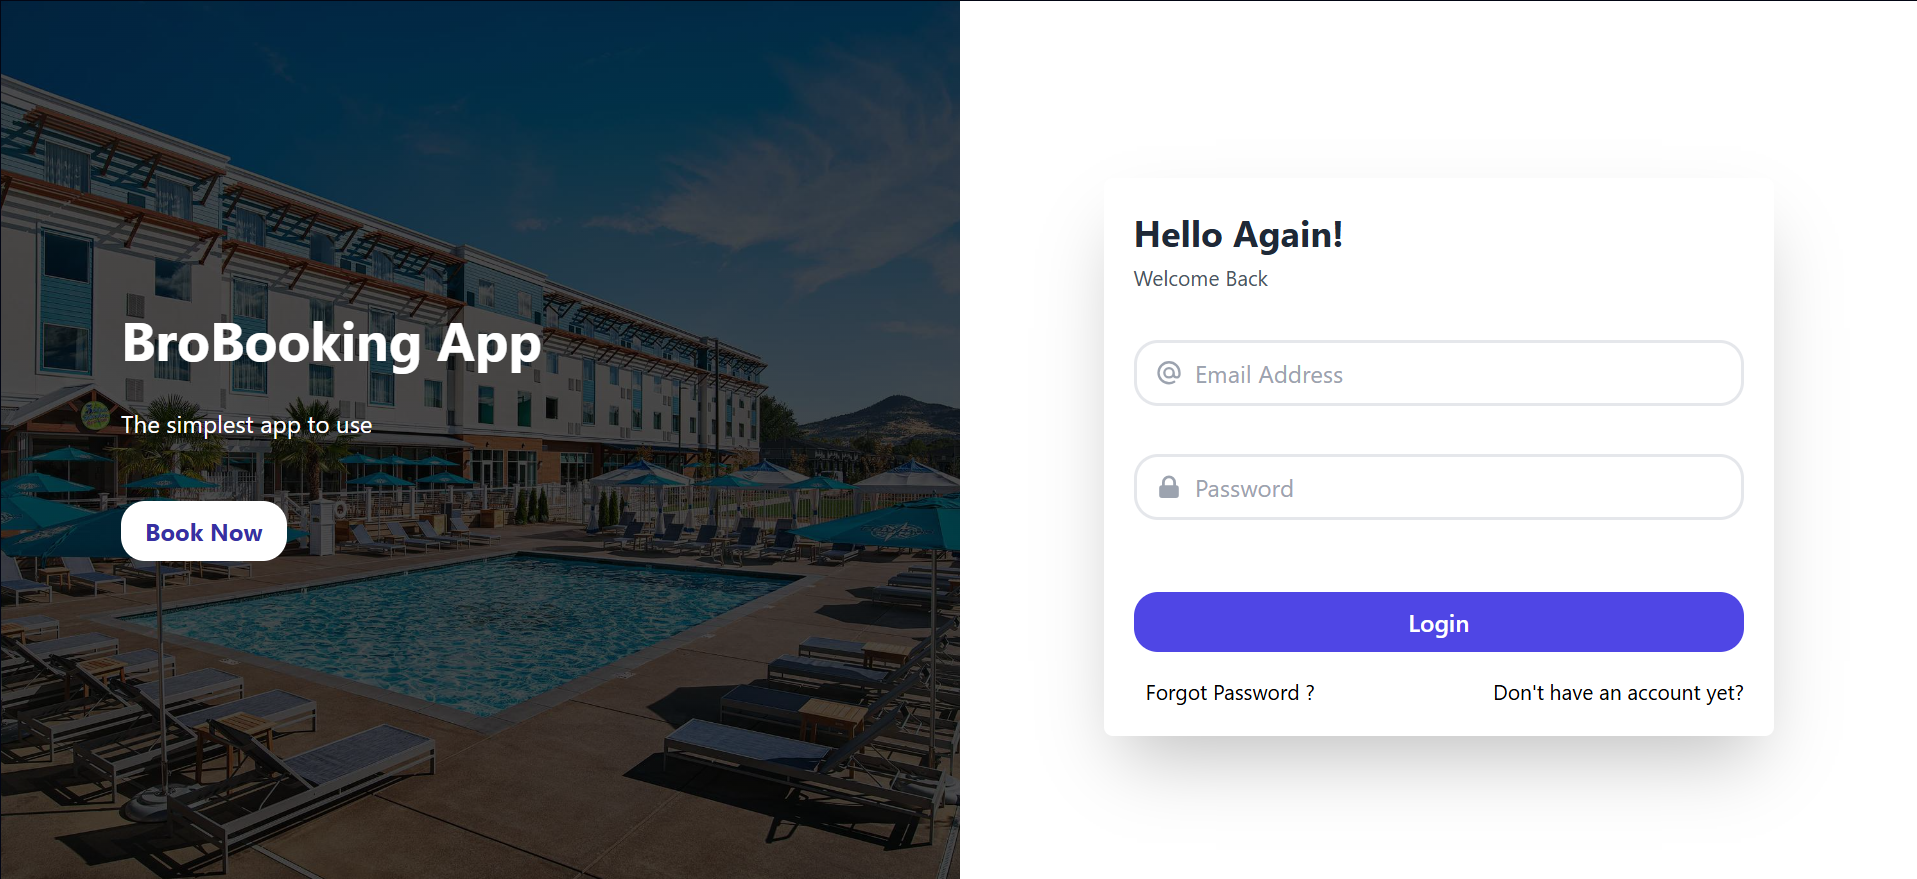 BroBooking App
The simplest app to use
Book Now
Hello Again!
Welcome Back
Email Address
Password
Login
Forgot Password ?
Don't have an account yet?